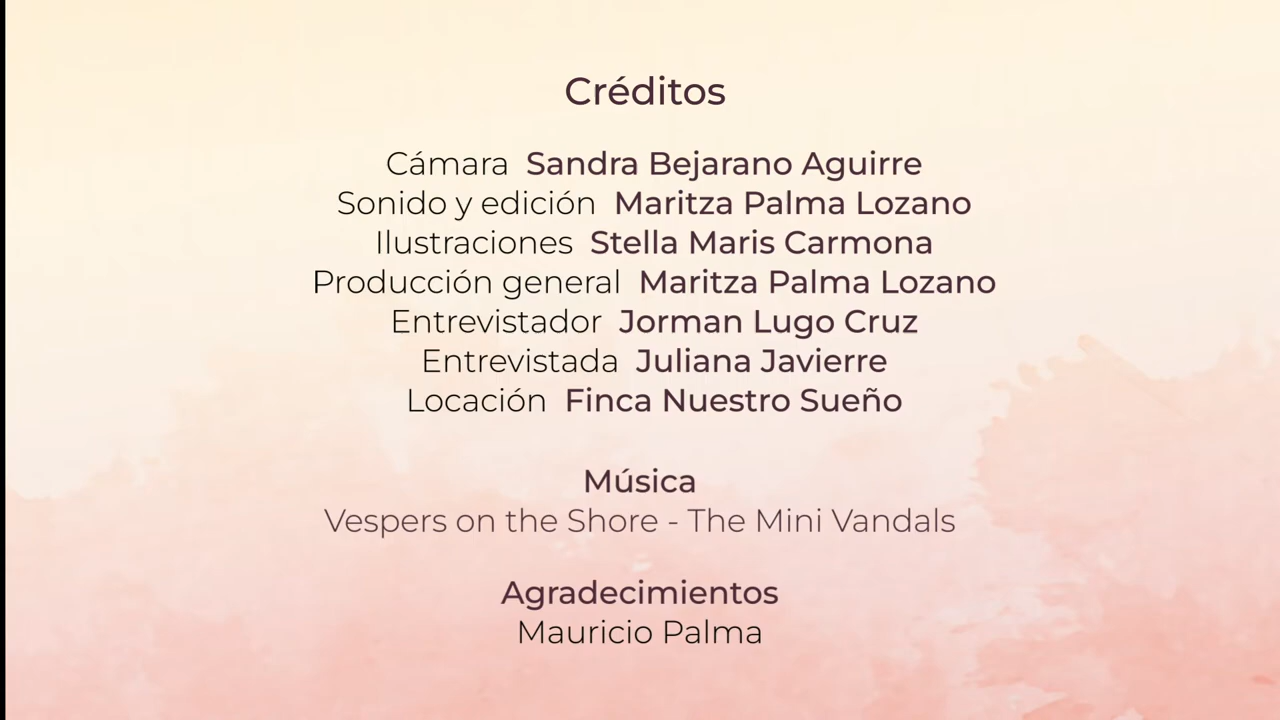 Créditos
Cámara Sandra Bejarano Aguirre
Sonido y edición Maritza Palma Lozano
Ilustraciones Stella Maris Carmona
Producción general Maritza Palma Lozano
Entrevistador Jorman Lugo Cruz
Entrevistada Juliana Javierre
Locación Finca Nuestro Sueño
Música
Vespers on the Shore - The Mini Vandals
Agradecimientos
Mauricio Palma